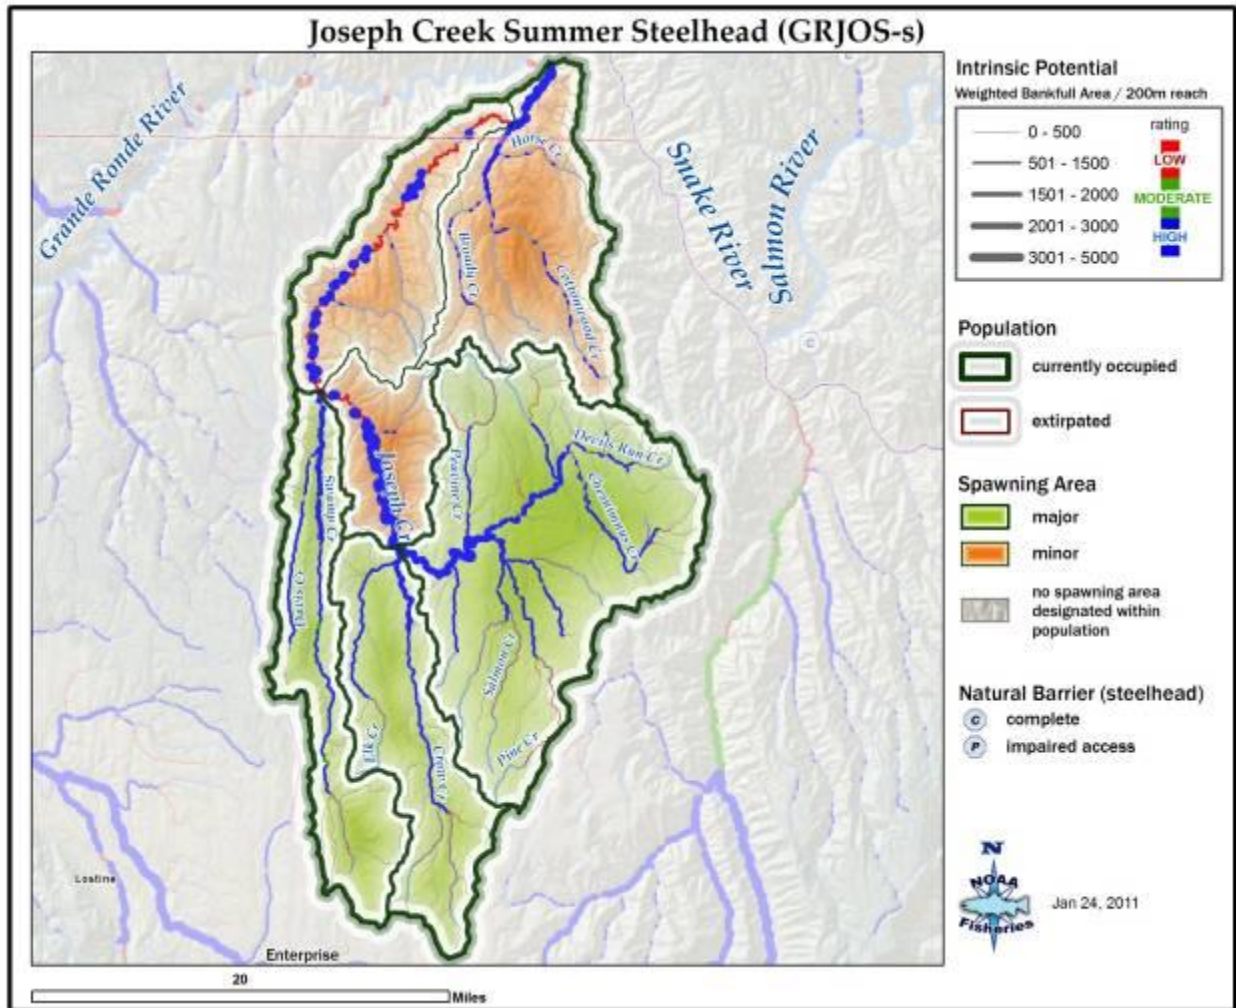 Joseph Creek Summer Steelhead (GRJOS-s)
Grande Ronde River
Snake River
Salmon River
Horse Cr
Cottonwood Cr
Joseph Cr
Swamp Cr
Davis Cr
Peavine Cr
Devils Run Cr
Chesnimnus Cr
Salmon Cr
Pine Cr
Elk Cr
Crow Cr
C
Lostine
Enterprise
20
Miles
Intrinsic Potential
Weighted Bankfull Area / 200m reach
rating
0 - 500
501 - 1500
1501 - 2000
2001 - 3000
3001 - 5000
LOW
MODERATE
HIGH
Population
currently occupied
extirpated
Spawning Area
major
minor
no spawning area
designated within
population
Natural Barrier (steelhead)
C complete
P impaired access
N
NOAA
Fisheries
Jan 24, 2011